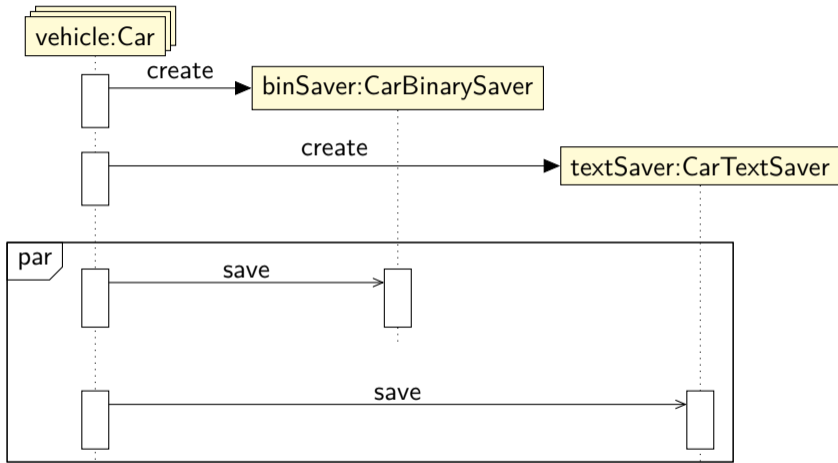 vehicle:Car
create
binSaver:CarBinarySaver
create
textSaver:CarTextSaver
par
save
save